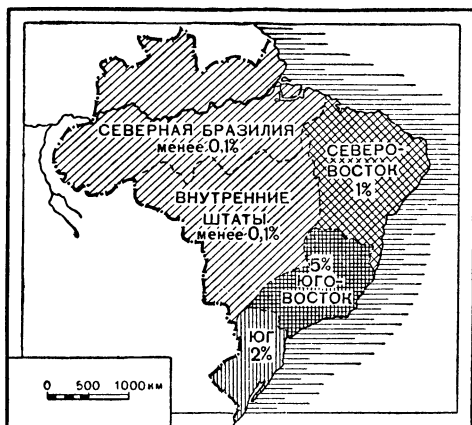 СЕВЕРНАЯ БРАЗИЛИЯ
менее 0,1%
СЕВЕРО-
ВОСТОК
1%
ВНУТРЕННИЕ
ШТАТЫ
менее 0,1%
5%
ЮГО-
ВОСТОК
ЮГ
2%
0 500 1000 КМ